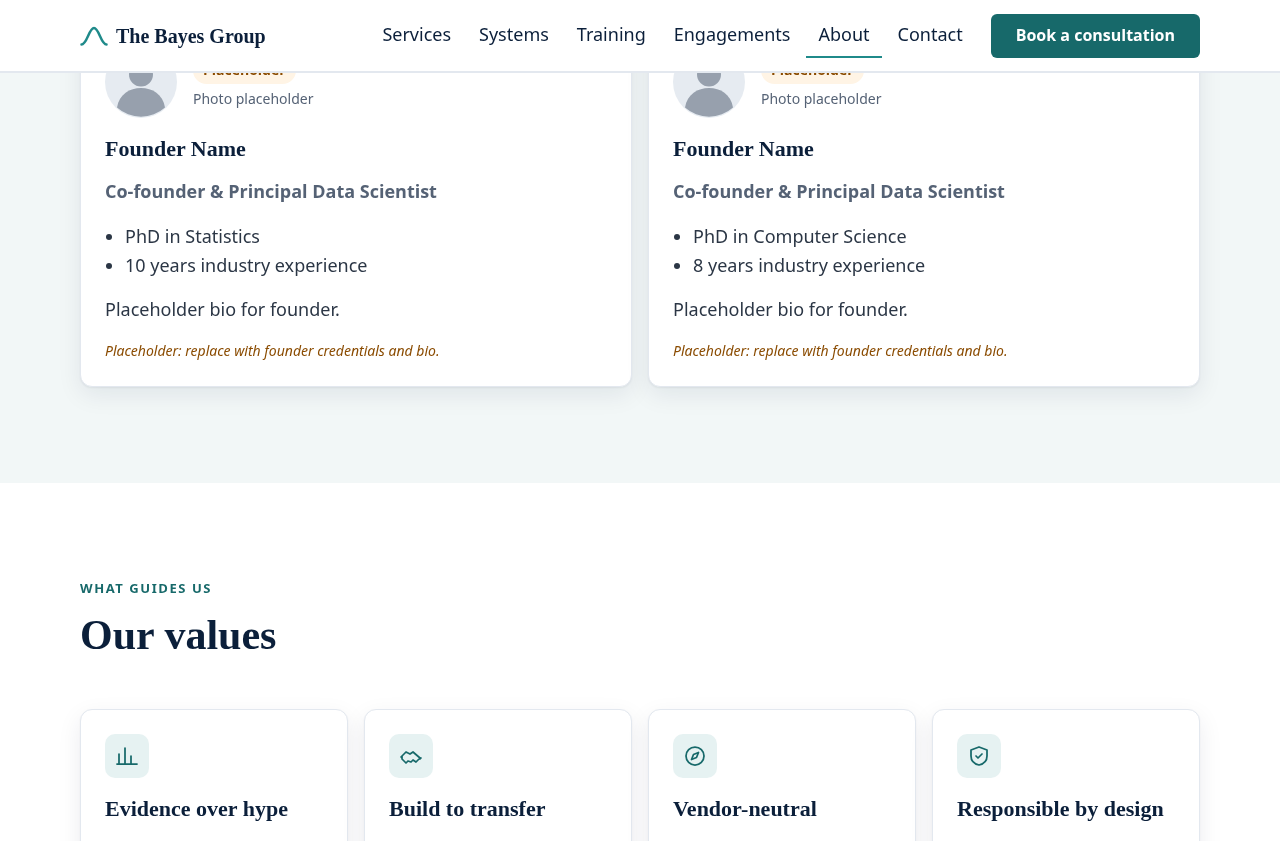 The Bayes Group
Services Systems Training Engagements About Contact Book a consultation
Placeholder
Photo placeholder
Founder Name
Co-founder & Principal Data Scientist
• PhD in Statistics
• 10 years industry experience
Placeholder bio for founder.
Placeholder: replace with founder credentials and bio.
Placeholder
Photo placeholder
Founder Name
Co-founder & Principal Data Scientist
• PhD in Computer Science
• 8 years industry experience
Placeholder bio for founder.
Placeholder: replace with founder credentials and bio.
WHAT GUIDES US
Our values
Evidence over hype
Build to transfer
Vendor-neutral
Responsible by design